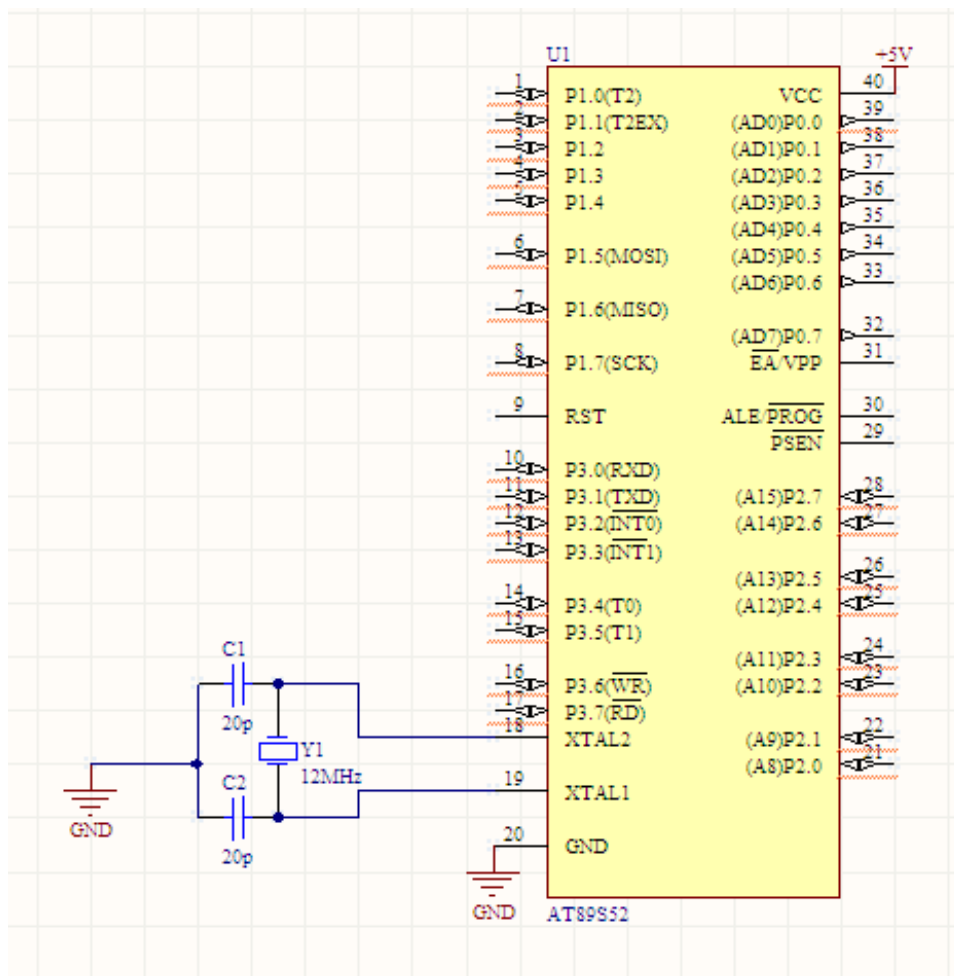 U1
+5V
1 P1.0(T2) VCC 40
2 P1.1(T2EX) (AD0)P0.0 39
3 P1.2 (AD1)P0.1 38
4 P1.3 (AD2)P0.2 37
5 P1.4 (AD3)P0.3 36
(AD4)P0.4 35
6 P1.5(MOSI) (AD5)P0.5 34
(AD6)P0.6 33
7 P1.6(MISO)
(AD7)P0.7 32
8 P1.7(SCK) EA/VPP 31
9 RST ALE/PROG 30
PSEN 29
10 P3.0(RXD)
11 P3.1(TXD) (A15)P2.7 28
12 P3.2(INT0) (A14)P2.6 27
13 P3.3(INT1)
(A13)P2.5 26
14 P3.4(T0) (A12)P2.4 25
15 P3.5(T1)
C1
(A11)P2.3 24
16 P3.6(WR) (A10)P2.2 23
17 P3.7(RD)
20p
18 XTAL2 (A9)P2.1 22
Y1
(A8)P2.0 21
12MHz
C2
19 XTAL1
GND
20 GND
20p
GND
AT89S52